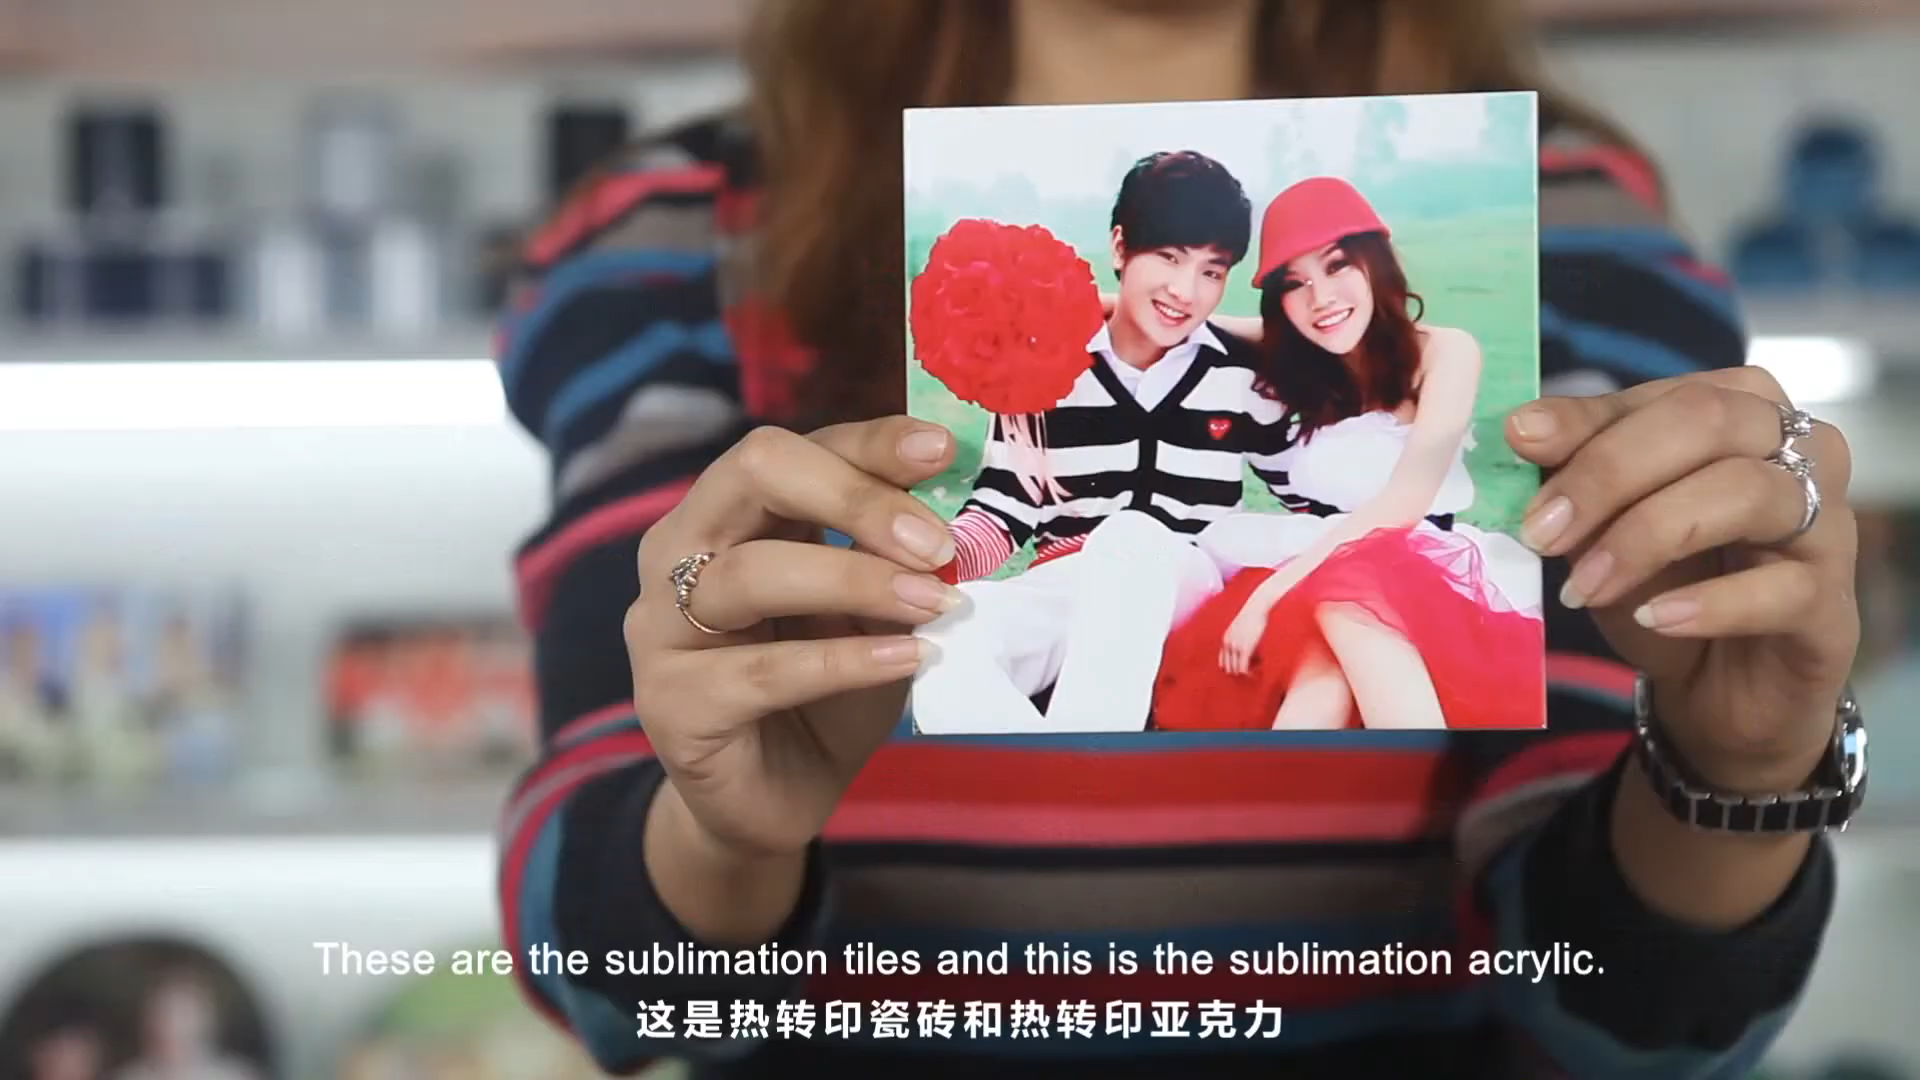 These are the sublimation tiles and this is the sublimation acrylic.
这是热转印瓷砖和热转印亚克力